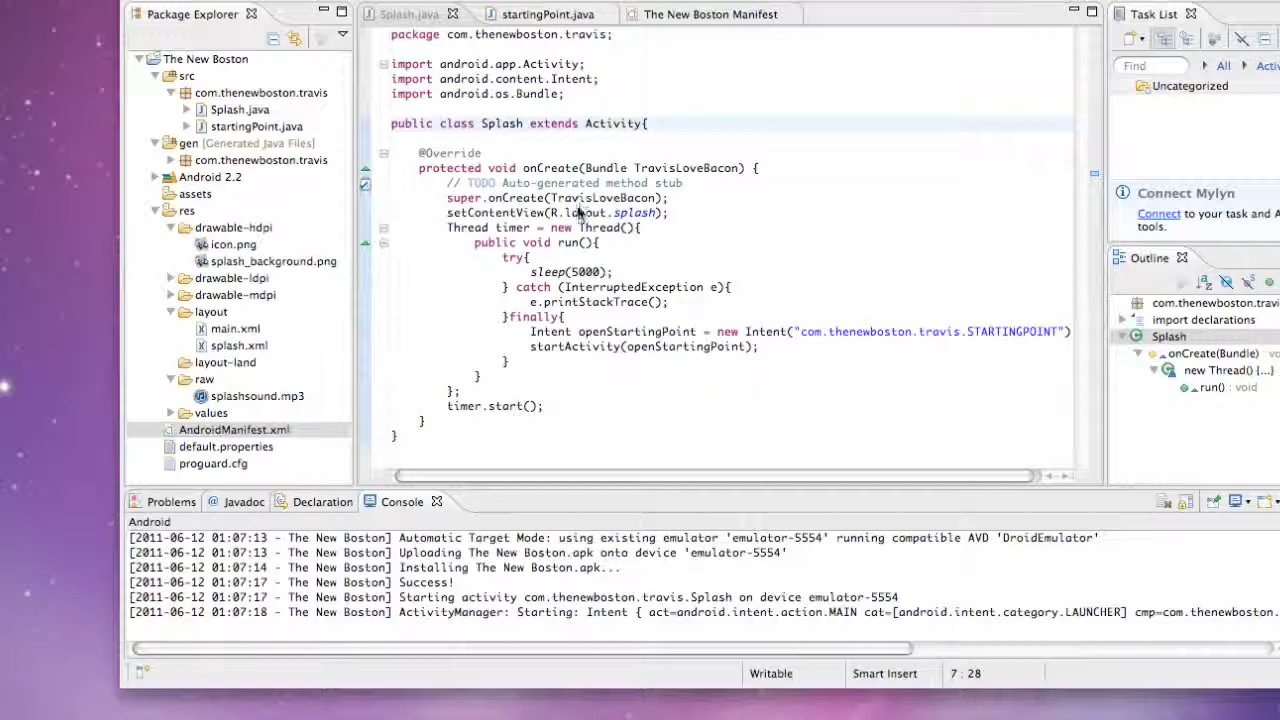 Package Explorer
Splash.java
startingPoint.java
The New Boston Manifest
Task List
The New Boston
src
com.thenewboston.travis
Splash.java
startingPoint.java
gen [Generated Java Files]
com.thenewboston.travis
Android 2.2
assets
res
drawable-hdpi
icon.png
splash_background.png
drawable-ldpi
drawable-mdpi
layout
main.xml
splash.xml
layout-land
raw
splashsound.mp3
values
AndroidManifest.xml
default.properties
proguard.cfg
package com.thenewboston.travis;
import android.app.Activity;
import android.content.Intent;
import android.os.Bundle;
public class Splash extends Activity{
@Override
protected void onCreate(Bundle TravisLoveBacon) {
// TODO Auto-generated method stub
super.onCreate(TravisLoveBacon);
setContentView(R.layout.splash);
Thread timer = new Thread(){
public void run(){
try{
sleep(5000);
} catch (InterruptedException e){
e.printStackTrace();
}finally{
Intent openStartingPoint = new Intent("com.thenewboston.travis.STARTINGPOINT")
startActivity(openStartingPoint);
}
}
};
timer.start();
}
}
Find
All
Activ
Uncategorized
Connect Mylyn
Connect to your task and A
tools.
Outline
com.thenewboston.travi
import declarations
Splash
onCreate(Bundle)
new Thread() {...}
run() : void
Problems
@ Javadoc
Declaration
Console
Android
[2011-06-12 01:07:13 - The New Boston] Automatic Target Mode: using existing emulator 'emulator-5554' running compatible AVD 'DroidEmulator'
[2011-06-12 01:07:13 - The New Boston] Uploading The New Boston.apk onto device 'emulator-5554'
[2011-06-12 01:07:14 - The New Boston] Installing The New Boston.apk...
[2011-06-12 01:07:17 - The New Boston] Success!
[2011-06-12 01:07:17 - The New Boston] Starting activity com.thenewboston.travis.Splash on device emulator-5554
[2011-06-12 01:07:18 - The New Boston] ActivityManager: Starting: Intent { act=android.intent.action.MAIN cat=[android.intent.category.LAUNCHER] cmp=com.thenewboston.
Writable
Smart Insert
7 : 28